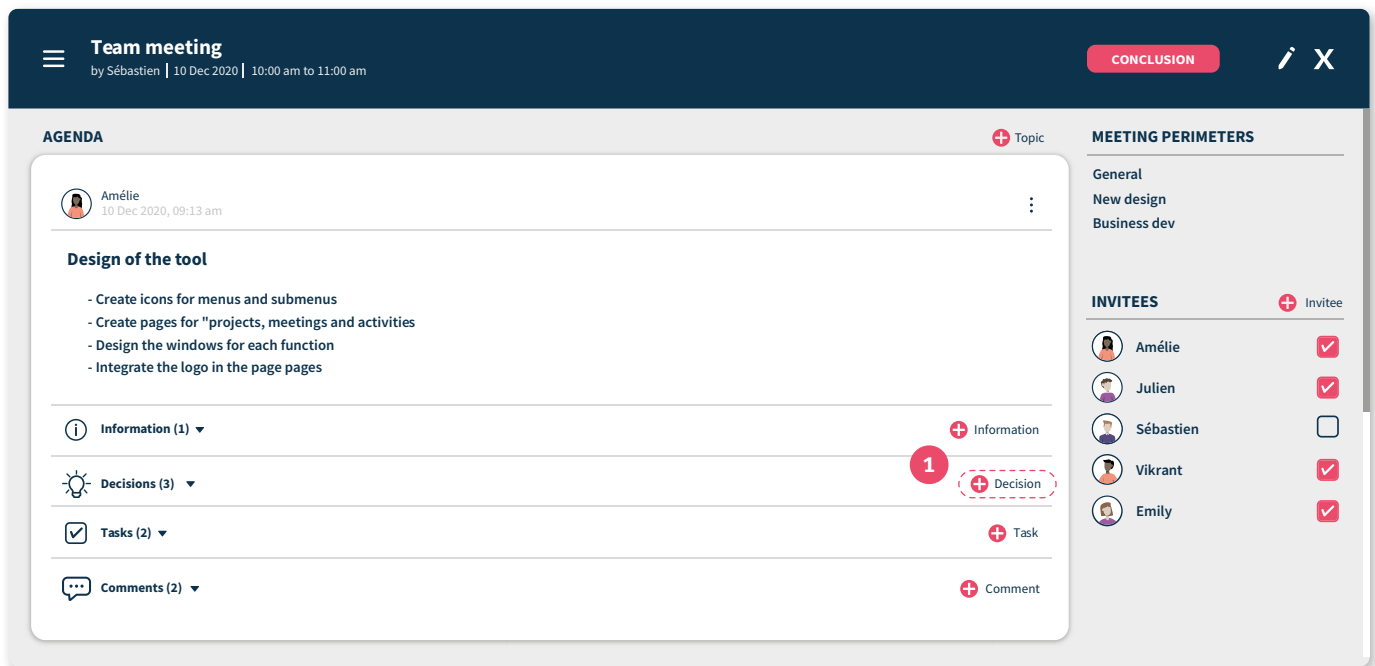 Team meeting
by Sébastien | 10 Dec 2020 | 10:00 am to 11:00 am
CONCLUSION
X
AGENDA
Topic
Amélie
10 Dec 2020, 09:13 am
Design of the tool
- Create icons for menus and submenus
- Create pages for "projects, meetings and activities
- Design the windows for each function
- Integrate the logo in the page pages
Information (1)
Information
1
Decisions (3)
Decision
Tasks (2)
Task
Comments (2)
Comment
MEETING PERIMETERS
General
New design
Business dev
INVITEES
Invitee
Amélie
Julien
Sébastien
Vikrant
Emily